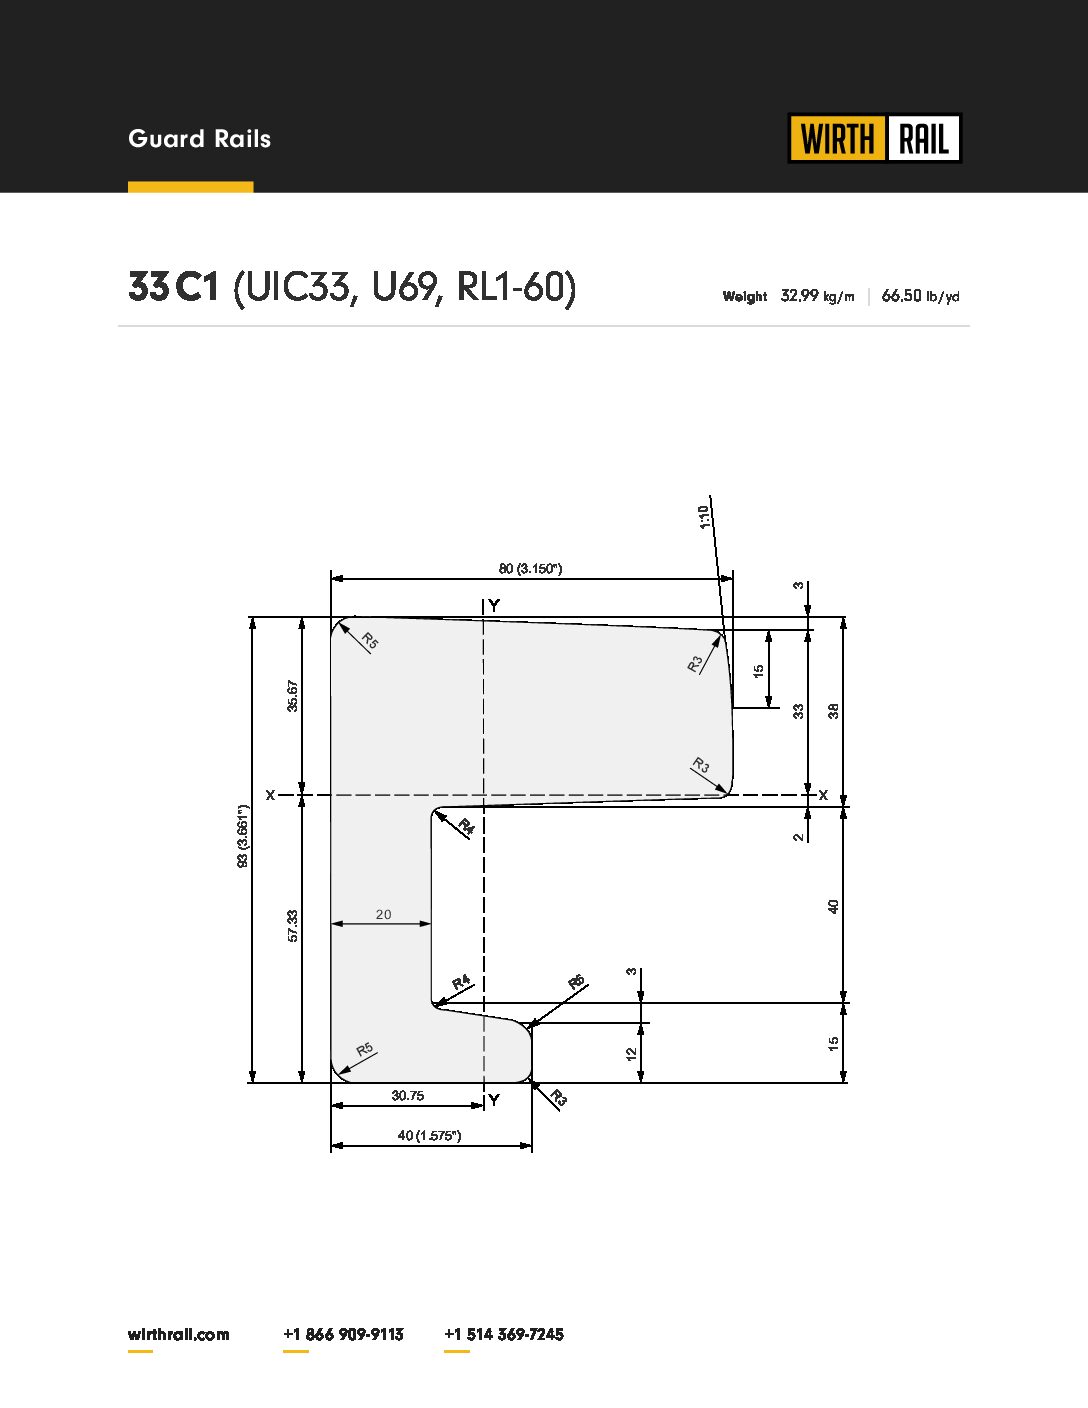 Guard Rails
WIRTH RAIL
33 C1 (UIC33, U69, RL1-60)
Weight 32,99 kg/m | 66,50 lb/yd
1:10
80 (3.150")
3
Y
R5
R3
15
35.67
33
38
R3
X
X
93 (3.661")
R4
2
20
40
57.33
R4
3
R6
R5
12
15
30.75
Y
R3
40 (1.575")
wirthrail.com
+1 866 909-9113
+1 514 369-7245